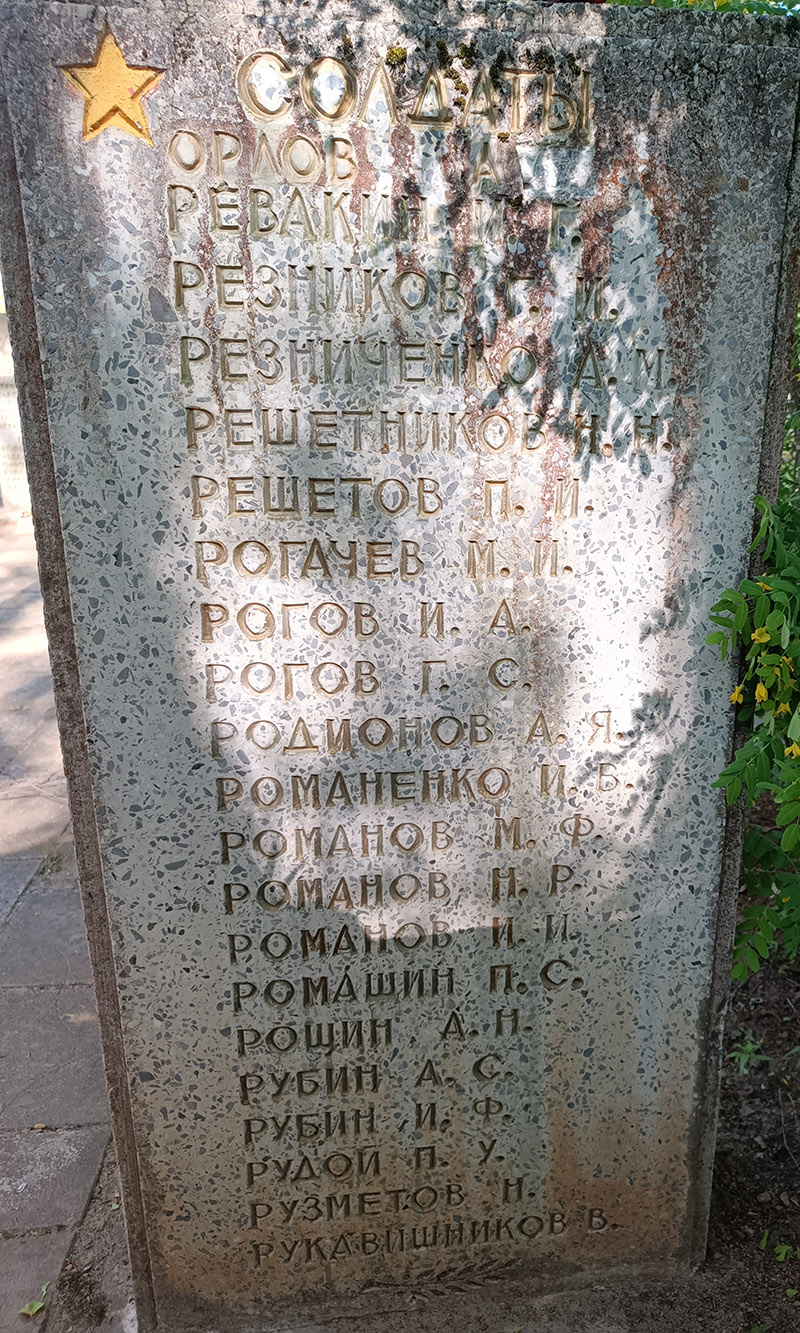 СОЛДАТЫ
ОРЛОВ А
РЕВАКИН И. Г.
РЕЗНИКОВ Г. И.
РЕЗНИЧЕНКО Д. М.
РЕШЕТНИКОВ Н. Н.
РЕШЕТОВ П. И.
РОГАЧЕВ М. И.
РОГОВ И. А.
РОГОВ Г. С.
РОДИОНОВ А. Я.
РОМАНЕНКО И. Б.
РОМАНОВ М. Ф.
РОМАНОВ Н. Р.
РОМАНОВ И. И.
РОМАШИН П. С.
РОЩИН А. Н.
РУБИН А. С.
РУБИН И. Ф.
РУДОЙ П. У.
РУЗМЕТОВ Н.
РУКАВИШНИКОВ В.